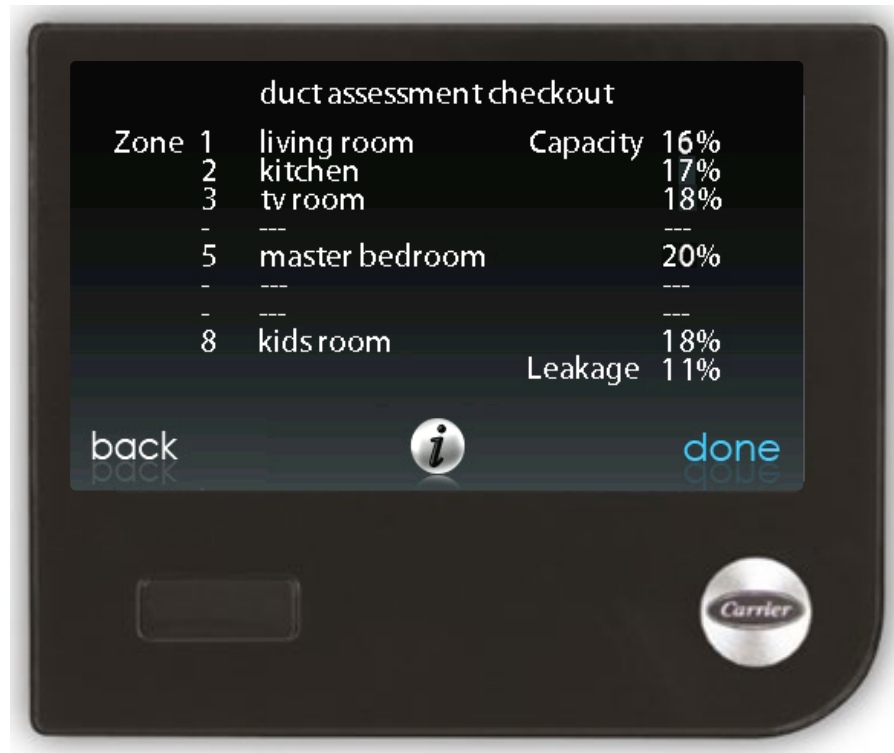 duct assessment checkout
Zone 1 living room Capacity 16%
2 kitchen 17%
3 tv room 18%
- --- ---
5 master bedroom 20%
- --- ---
- --- ---
8 kids room 18%
Leakage 11%
back i done
Carrier